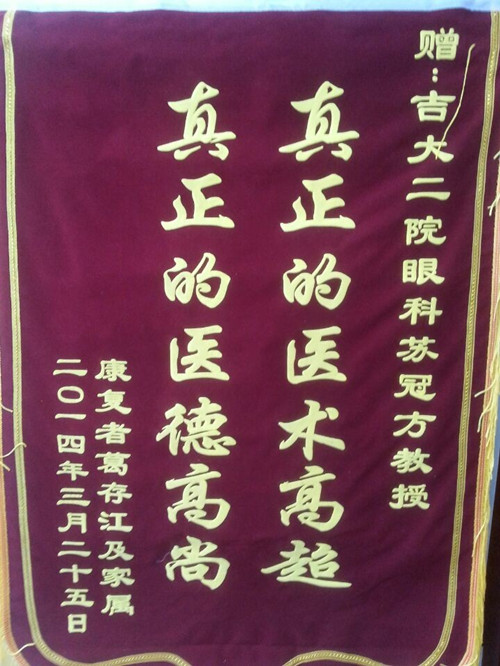 赠：吉大二院眼科苏冠方教授
真正的医术高超
真正的医德高尚
康复者葛存江及家属
二〇一四年三月二十五日